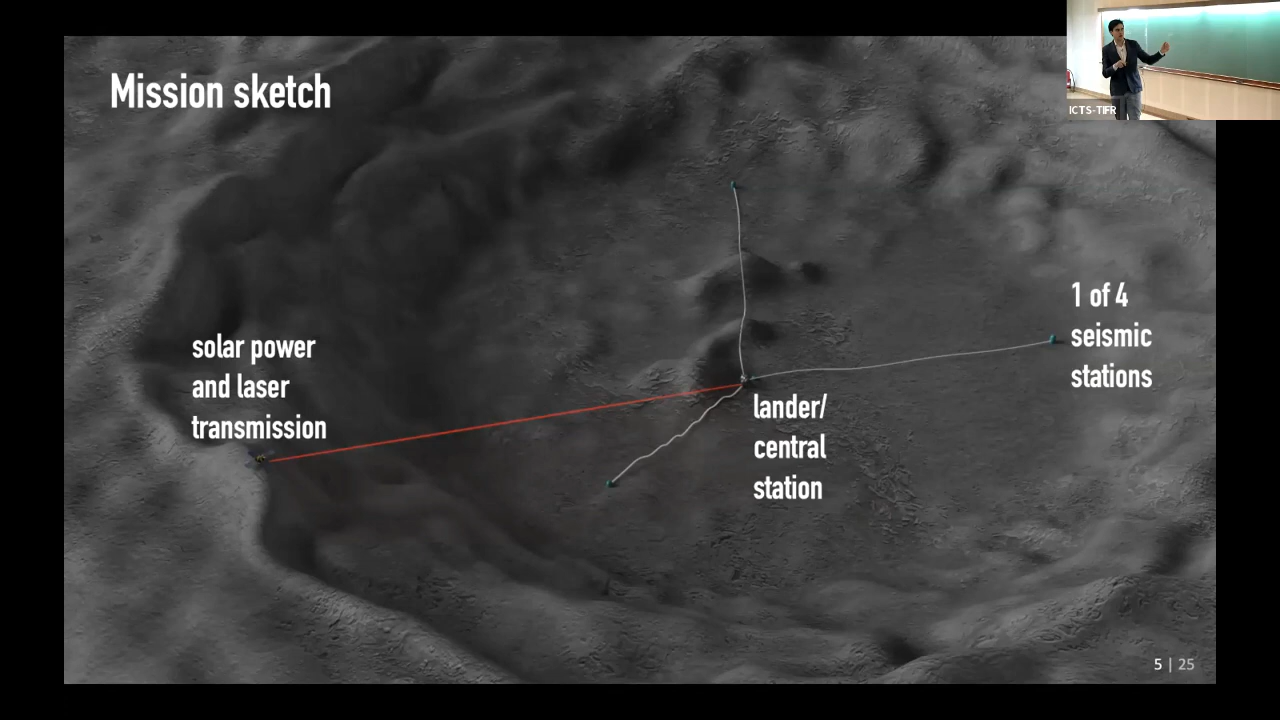 Mission sketch
ICTS-TIFR
1 of 4
seismic
stations
solar power
and laser
transmission
lander/
central
station
5 | 25